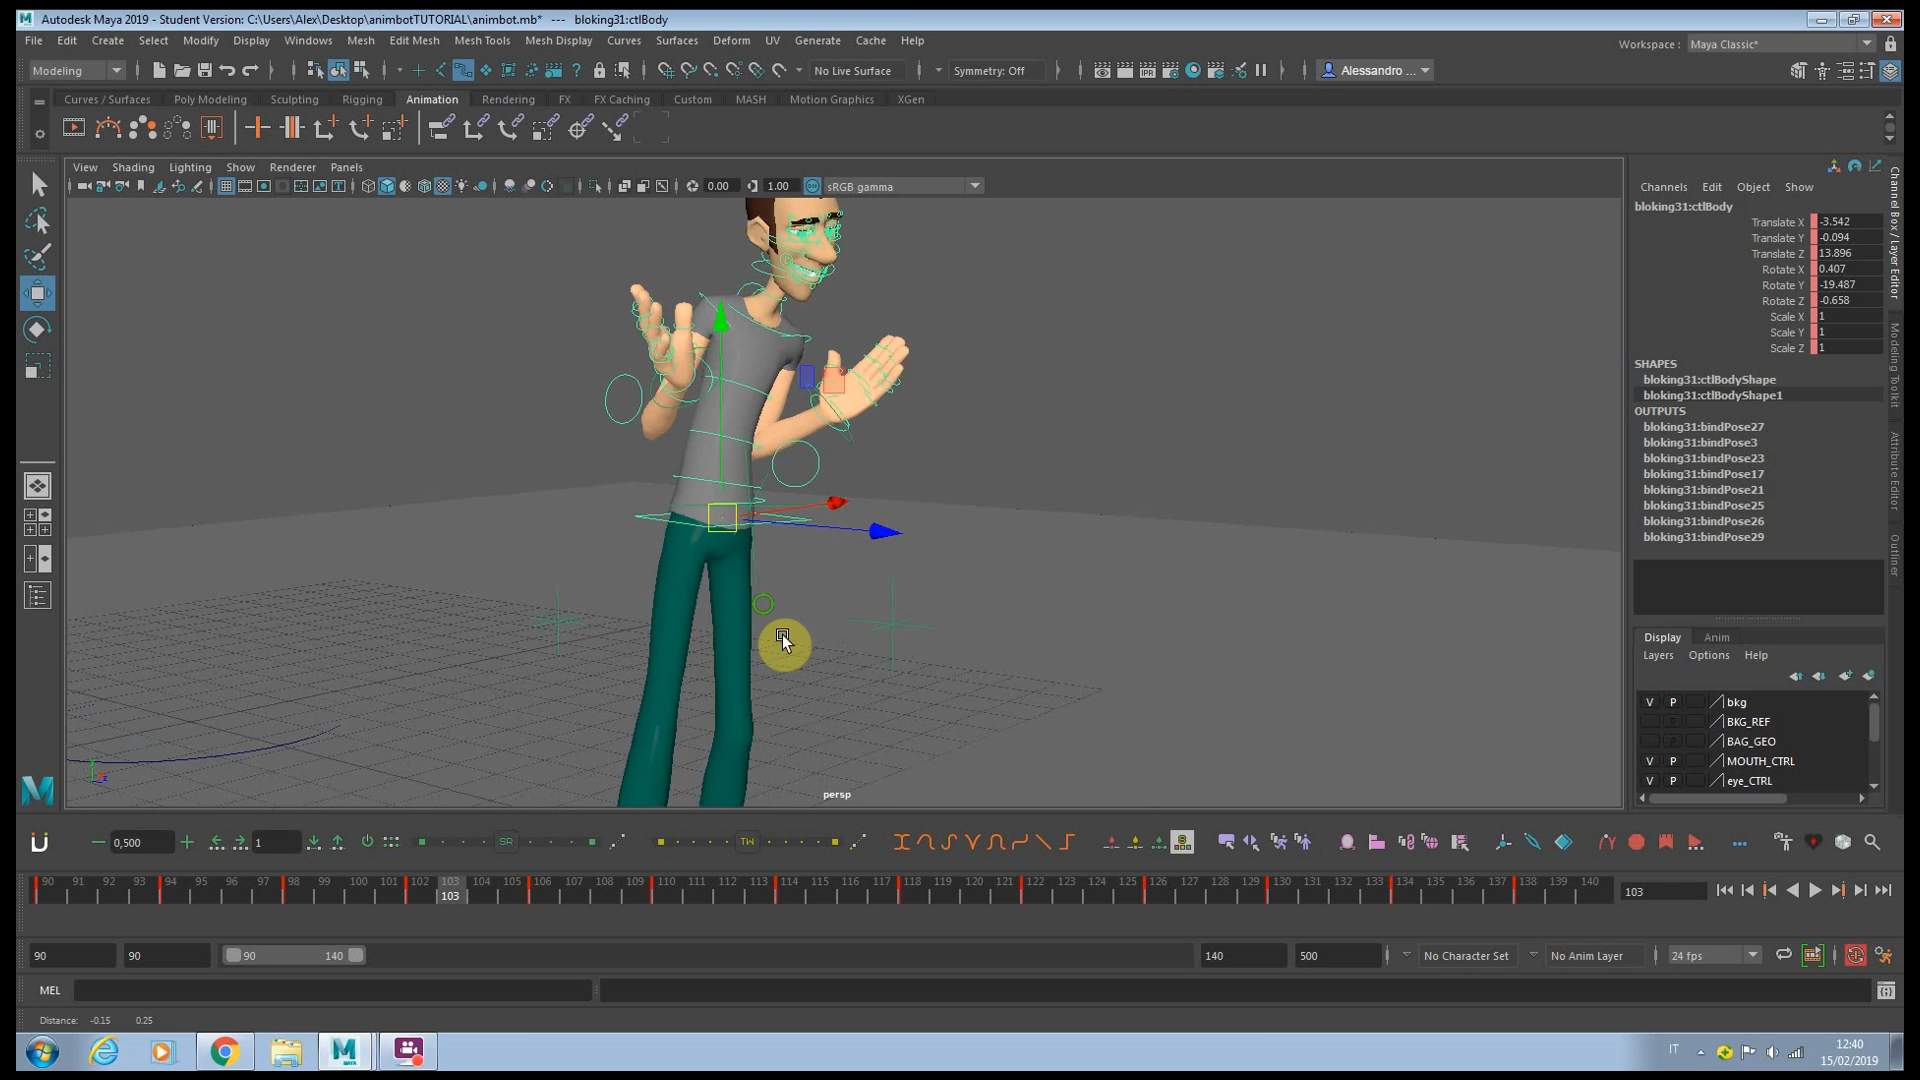 Autodesk Maya 2019 - Student Version: C:\Users\Alex\Desktop\animbotTUTORIAL\animbot.mb* --- bloking31:ctlBody
File Edit Create Select Modify Display Windows Mesh Edit Mesh Mesh Tools Mesh Display Curves Surfaces Deform UV Generate Cache Help
Workspace : Maya Classic*
Modeling No Live Surface Symmetry: Off Alessandro ...
Curves / Surfaces Poly Modeling Sculpting Rigging Animation Rendering FX FX Caching Custom MASH Motion Graphics XGen
View Shading Lighting Show Renderer Panels
0.00 1.00 sRGB gamma
Channels Edit Object Show
bloking31:ctlBody
Translate X -3.542
Translate Y -0.094
Translate Z 13.896
Rotate X 0.407
Rotate Y -19.487
Rotate Z -0.658
Scale X 1
Scale Y 1
Scale Z 1
SHAPES
bloking31:ctlBodyShape
bloking31:ctlBodyShape1
OUTPUTS
bloking31:bindPose27
bloking31:bindPose3
bloking31:bindPose23
bloking31:bindPose17
bloking31:bindPose21
bloking31:bindPose25
bloking31:bindPose26
bloking31:bindPose29
Channel Box / Layer Editor
Modeling Toolkit
Attribute Editor
Outliner
Display Anim
Layers Options Help
V P bkg
BKG_REF
BAG_GEO
V P MOUTH_CTRL
V P eye_CTRL
persp
0,500 1 SR TW
90 91 92 93 94 95 96 97 98 99 100 101 102 103 104 105 106 107 108 109 110 111 112 113 114 115 116 117 118 119 120 121 122 123 124 125 126 127 128 129 130 131 132 133 134 135 136 137 138 139 140
103 103
90 90 90 140 140 500 No Character Set No Anim Layer 24 fps
MEL
Distance: -0.15 0.25
IT 12:40
15/02/2019